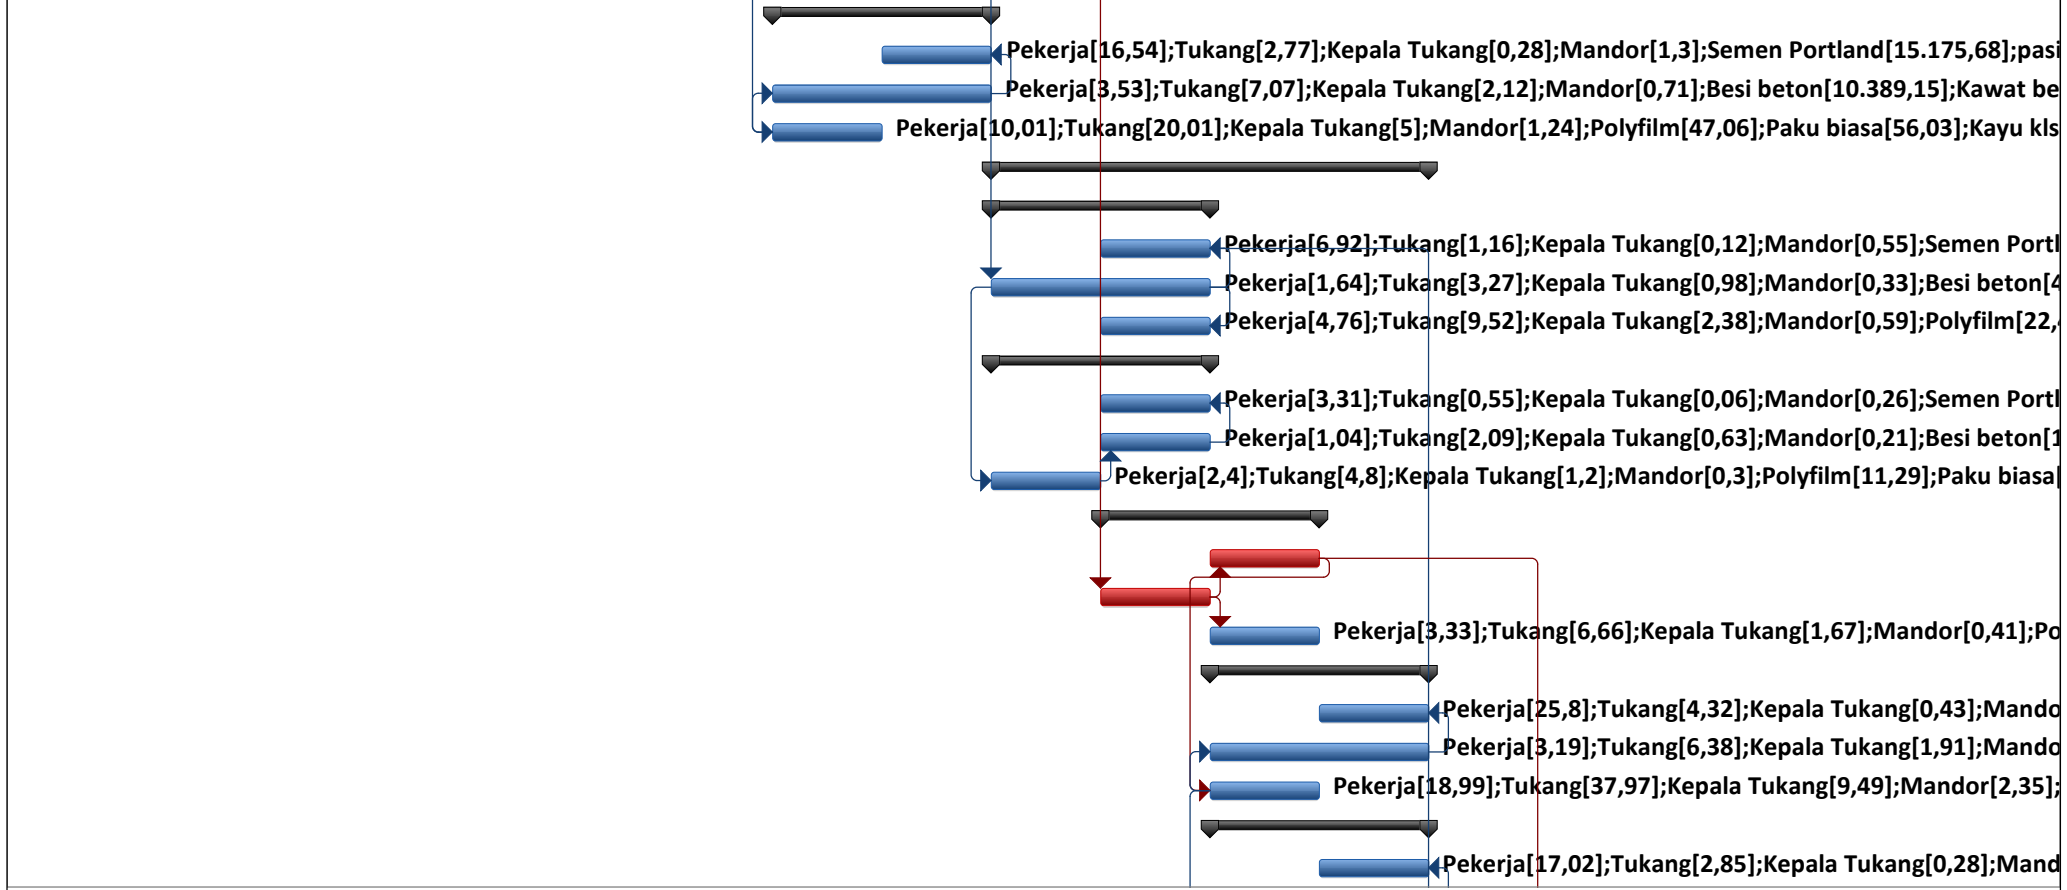 Pekerja[16,54];Tukang[2,77];Kepala Tukang[0,28];Mandor[1,3];Semen Portland[15.175,68];pasi
Pekerja[3,53];Tukang[7,07];Kepala Tukang[2,12];Mandor[0,71];Besi beton[10.389,15];Kawat be
Pekerja[10,01];Tukang[20,01];Kepala Tukang[5];Mandor[1,24];Polyfilm[47,06];Paku biasa[56,03];Kayu kls
Pekerja[6,92];Tukang[1,16];Kepala Tukang[0,12];Mandor[0,55];Semen Portl
Pekerja[1,64];Tukang[3,27];Kepala Tukang[0,98];Mandor[0,33];Besi beton[4
Pekerja[4,76];Tukang[9,52];Kepala Tukang[2,38];Mandor[0,59];Polyfilm[22,4
Pekerja[3,31];Tukang[0,55];Kepala Tukang[0,06];Mandor[0,26];Semen Portl
Pekerja[1,04];Tukang[2,09];Kepala Tukang[0,63];Mandor[0,21];Besi beton[1
Pekerja[2,4];Tukang[4,8];Kepala Tukang[1,2];Mandor[0,3];Polyfilm[11,29];Paku biasa[
Pekerja[3,33];Tukang[6,66];Kepala Tukang[1,67];Mandor[0,41];Po
Pekerja[25,8];Tukang[4,32];Kepala Tukang[0,43];Mando
Pekerja[3,19];Tukang[6,38];Kepala Tukang[1,91];Mando
Pekerja[18,99];Tukang[37,97];Kepala Tukang[9,49];Mandor[2,35];
Pekerja[17,02];Tukang[2,85];Kepala Tukang[0,28];Mand